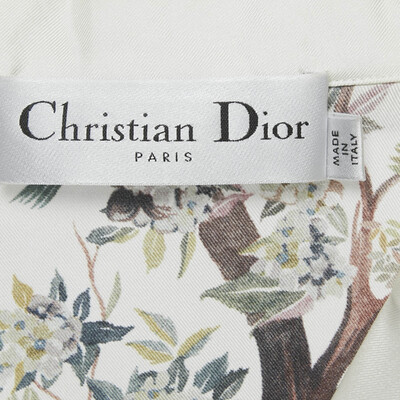 Christian Dior
PARIS
MADE
IN
ITALY